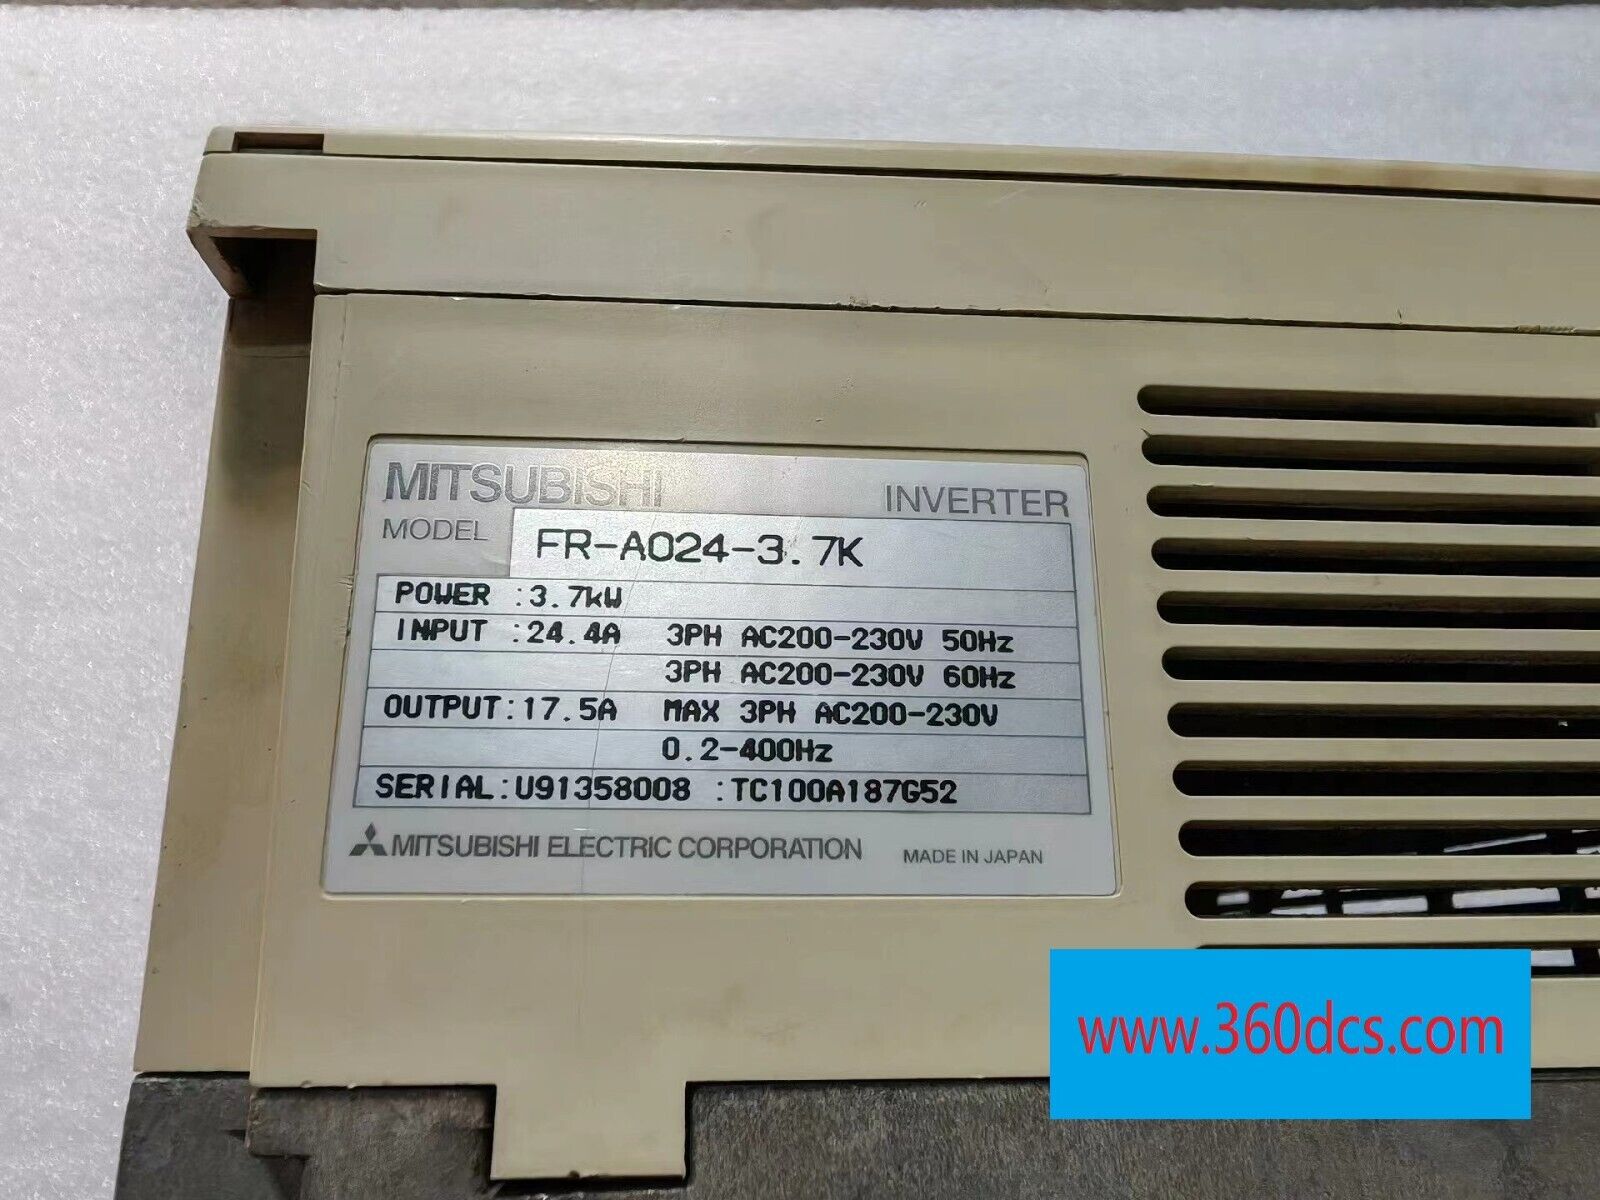 MITSUBISHI INVERTER
MODEL FR-A024-3.7K
POWER :3.7kW
INPUT :24.4A 3PH AC200-230V 50Hz
3PH AC200-230V 60Hz
OUTPUT:17.5A MAX 3PH AC200-230V
0.2-400Hz
SERIAL:U91358008 :TC100A187G52
MITSUBISHI ELECTRIC CORPORATION MADE IN JAPAN
www.360dcs.com